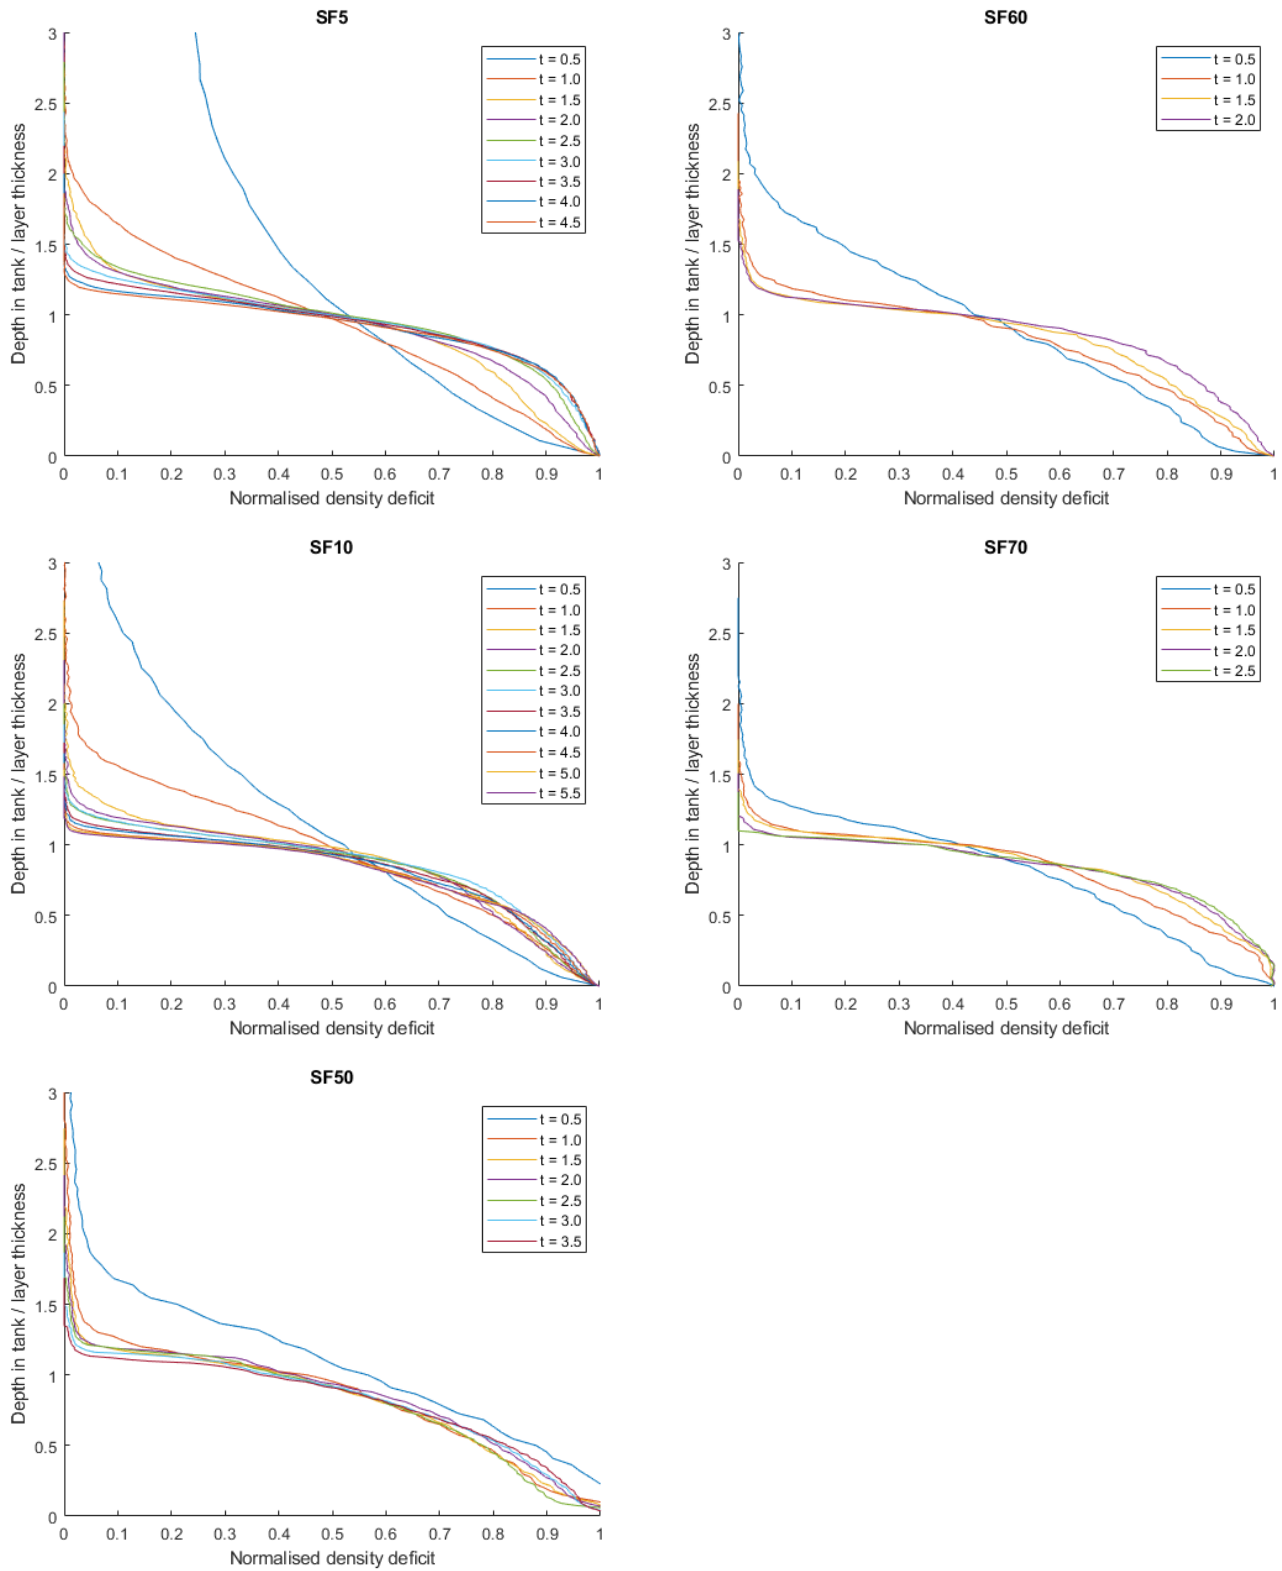 SF5
3
2.5
2
1.5
1
0.5
0
0 0.1 0.2 0.3 0.4 0.5 0.6 0.7 0.8 0.9 1
Depth in tank / layer thickness
Normalised density deficit
t = 0.5
t = 1.0
t = 1.5
t = 2.0
t = 2.5
t = 3.0
t = 3.5
t = 4.0
t = 4.5
SF60
3
2.5
2
1.5
1
0.5
0
0 0.1 0.2 0.3 0.4 0.5 0.6 0.7 0.8 0.9 1
Depth in tank / layer thickness
Normalised density deficit
t = 0.5
t = 1.0
t = 1.5
t = 2.0
SF10
3
2.5
2
1.5
1
0.5
0
0 0.1 0.2 0.3 0.4 0.5 0.6 0.7 0.8 0.9 1
Depth in tank / layer thickness
Normalised density deficit
t = 0.5
t = 1.0
t = 1.5
t = 2.0
t = 2.5
t = 3.0
t = 3.5
t = 4.0
t = 4.5
t = 5.0
t = 5.5
SF70
3
2.5
2
1.5
1
0.5
0
0 0.1 0.2 0.3 0.4 0.5 0.6 0.7 0.8 0.9 1
Depth in tank / layer thickness
Normalised density deficit
t = 0.5
t = 1.0
t = 1.5
t = 2.0
t = 2.5
SF50
3
2.5
2
1.5
1
0.5
0
0 0.1 0.2 0.3 0.4 0.5 0.6 0.7 0.8 0.9 1
Depth in tank / layer thickness
Normalised density deficit
t = 0.5
t = 1.0
t = 1.5
t = 2.0
t = 2.5
t = 3.0
t = 3.5